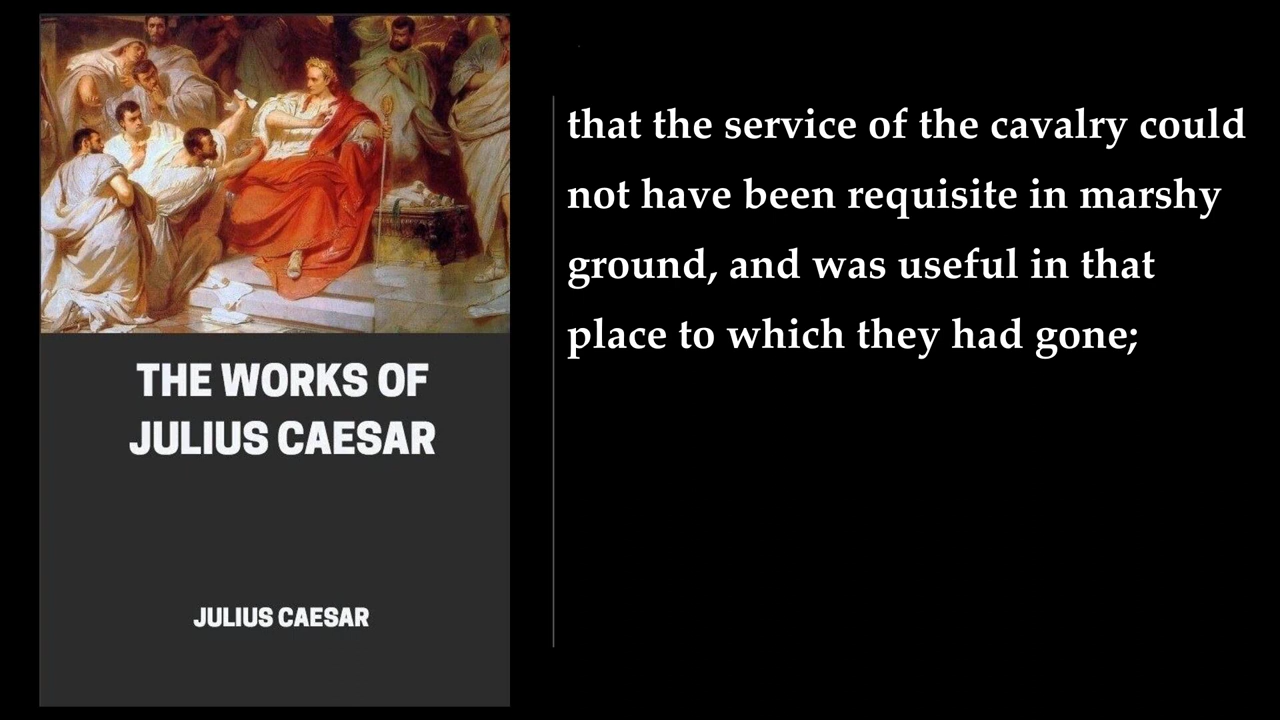 THE WORKS OF
JULIUS CAESAR
JULIUS CAESAR
that the service of the cavalry could
not have been requisite in marshy
ground, and was useful in that
place to which they had gone;